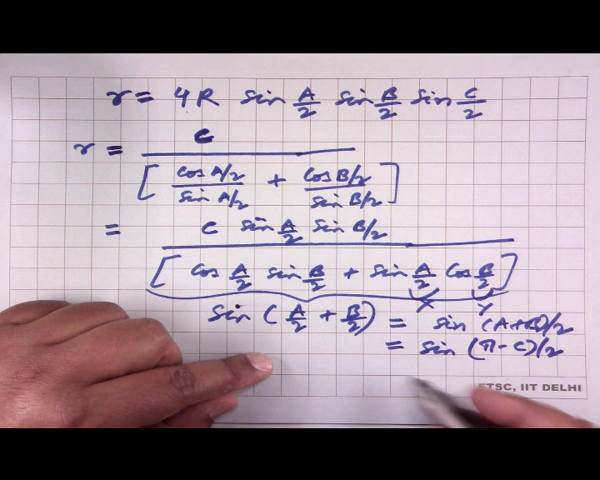 r = 4R sin A/2 sin B/2 sin C/2
r = c / [ cos A/2 / sin A/2 + cos B/2 / sin B/2 ]
= c sin A/2 sin B/2 / [ cos A/2 sin B/2 + sin A/2 cos B/2 ]
x y
sin (A/2 + B/2) = sin (A+B)/2
= sin (π-C)/2
ETSC, IIT DELHI